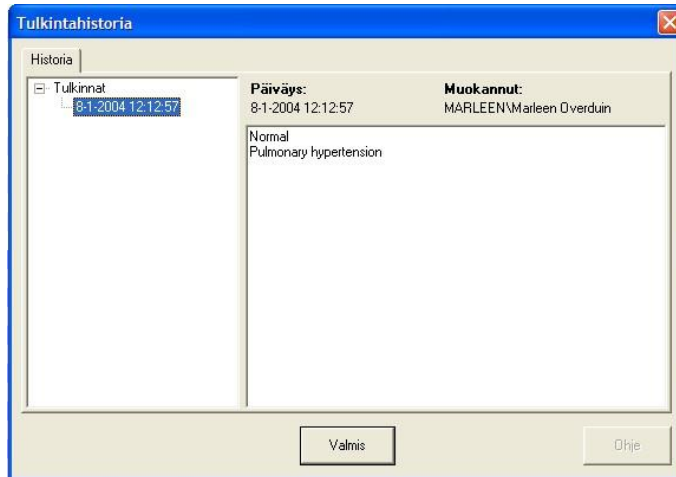 Tulkintahistoria
Historia
Tulkinnat
8-1-2004 12:12:57
Päiväys:
8-1-2004 12:12:57
Muokannut:
MARLEEN\Marleen Overduin
Normal
Pulmonary hypertension
Valmis
Ohje